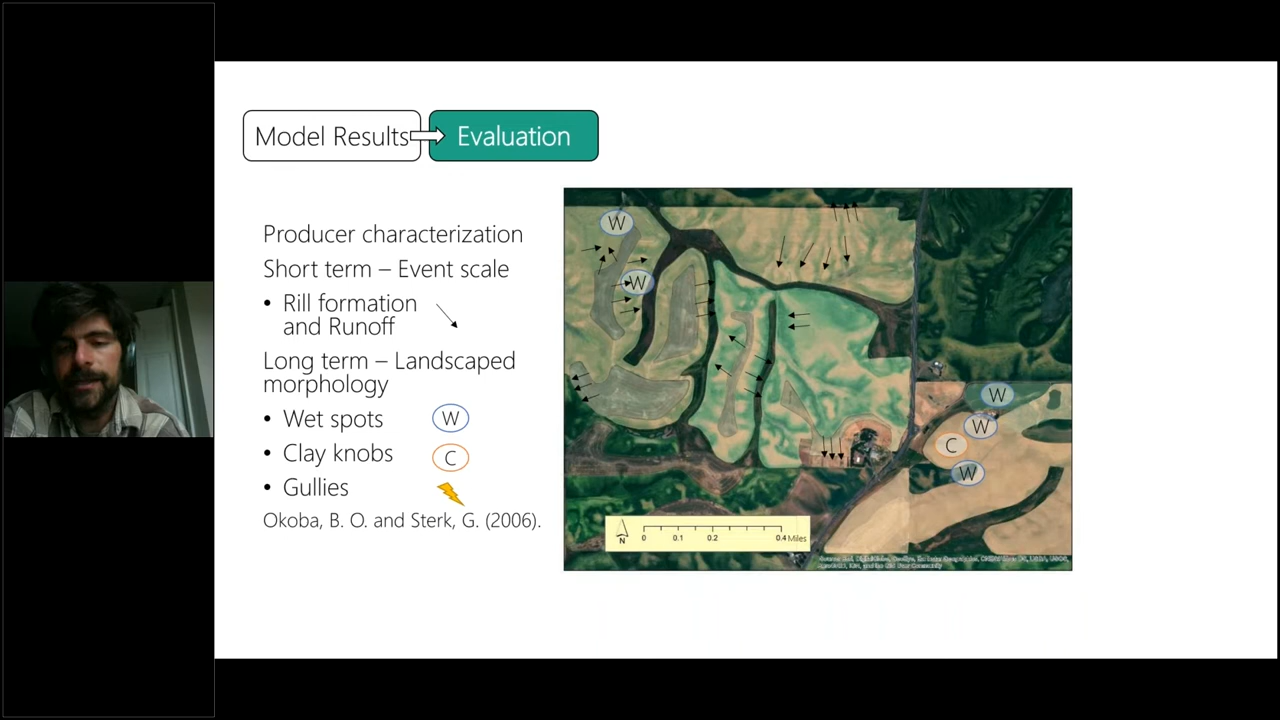 Model Results
Evaluation
Producer characterization
Short term – Event scale
• Rill formation
and Runoff
Long term – Landscaped
morphology
• Wet spots
W
• Clay knobs
C
• Gullies
Okoba, B. O. and Sterk, G. (2006).
W
W
W
W
C
W
N
0 0.1 0.2 0.4 Miles